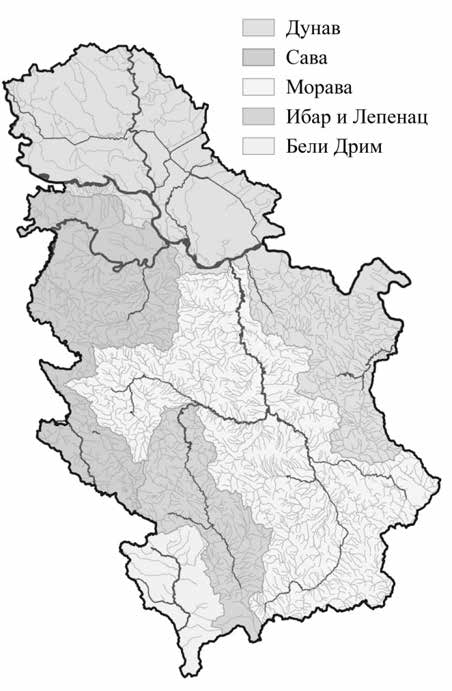 Дунав
Сава
Морава
Ибар и Лепенац
Бели Дрим